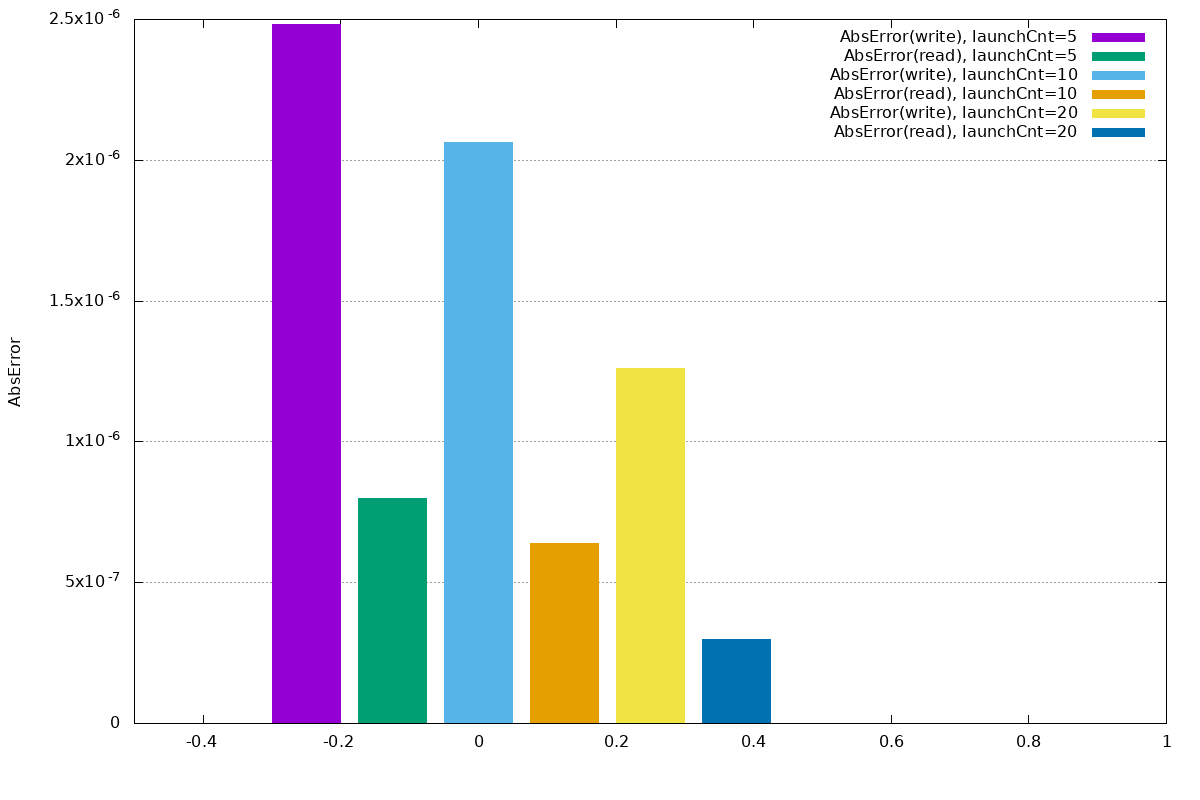 2.5x10^-6
2x10^-6
1.5x10^-6
1x10^-6
5x10^-7
0
AbsError
AbsError(write), launchCnt=5
AbsError(read), launchCnt=5
AbsError(write), launchCnt=10
AbsError(read), launchCnt=10
AbsError(write), launchCnt=20
AbsError(read), launchCnt=20
-0.4 -0.2 0 0.2 0.4 0.6 0.8 1